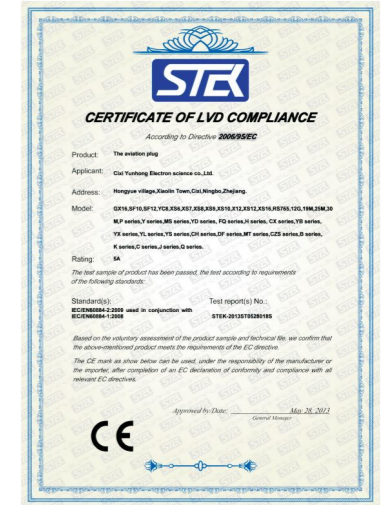 STEK
CERTIFICATE OF LVD COMPLIANCE
According to Directive 2006/95/EC
Product: The aviation plug
Applicant: Cixi Yunhong Electron acience co.,Ltd.
Address: Hongyue village,Xiaolin Town,Cixi,Ningbo,Zhejiang.
Model: GX16,SF10,SF12,YC8,XS6,XS7,XS8,XS9,XS10,X12,XS12,XS16,RS765,12G,19M,25M,30
M,P series,Y series,MS series,YD series, FQ series,H series. CX series,YB series,
YX series,YL series,YS series,CH series,DF series,MT series,CZS series,B series,
K series,C series,J series,Q series.
Rating: 5A
The test sample of product has been passed, the test according to requirements
of the following standards:
Standard(s): Test report(s) No.:
IEC/EN60884-2:2009 used in conjunction with
IEC/EN60884-1:2008 STEK-2013ST0528018S
Based on the voluntary assessment of the product sample and technical file. we confirm that
the above-mentioned product meets the requirements of the EC directive.
The CE mark as show below can be used, under the responsibility of the manufacturer or
the importer, after completion of an EC declaration of conformity and compliance with all
relevant EC directives.
Approved by/Date: May 28, 2013
General Manager
CE